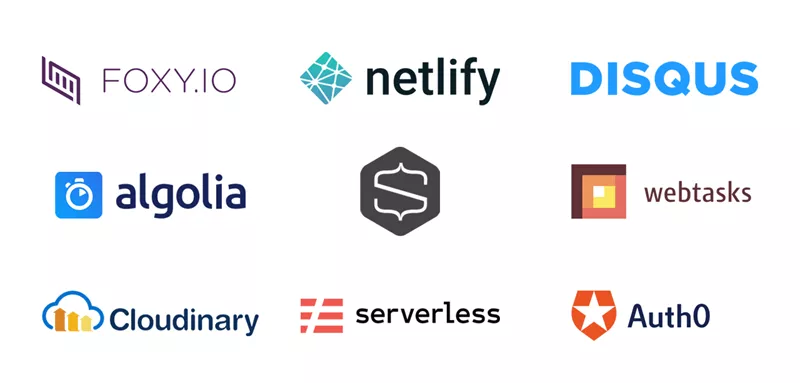 FOXY.IO
netlify
DISQUS
algolia
webtasks
Cloudinary
serverless
Auth0